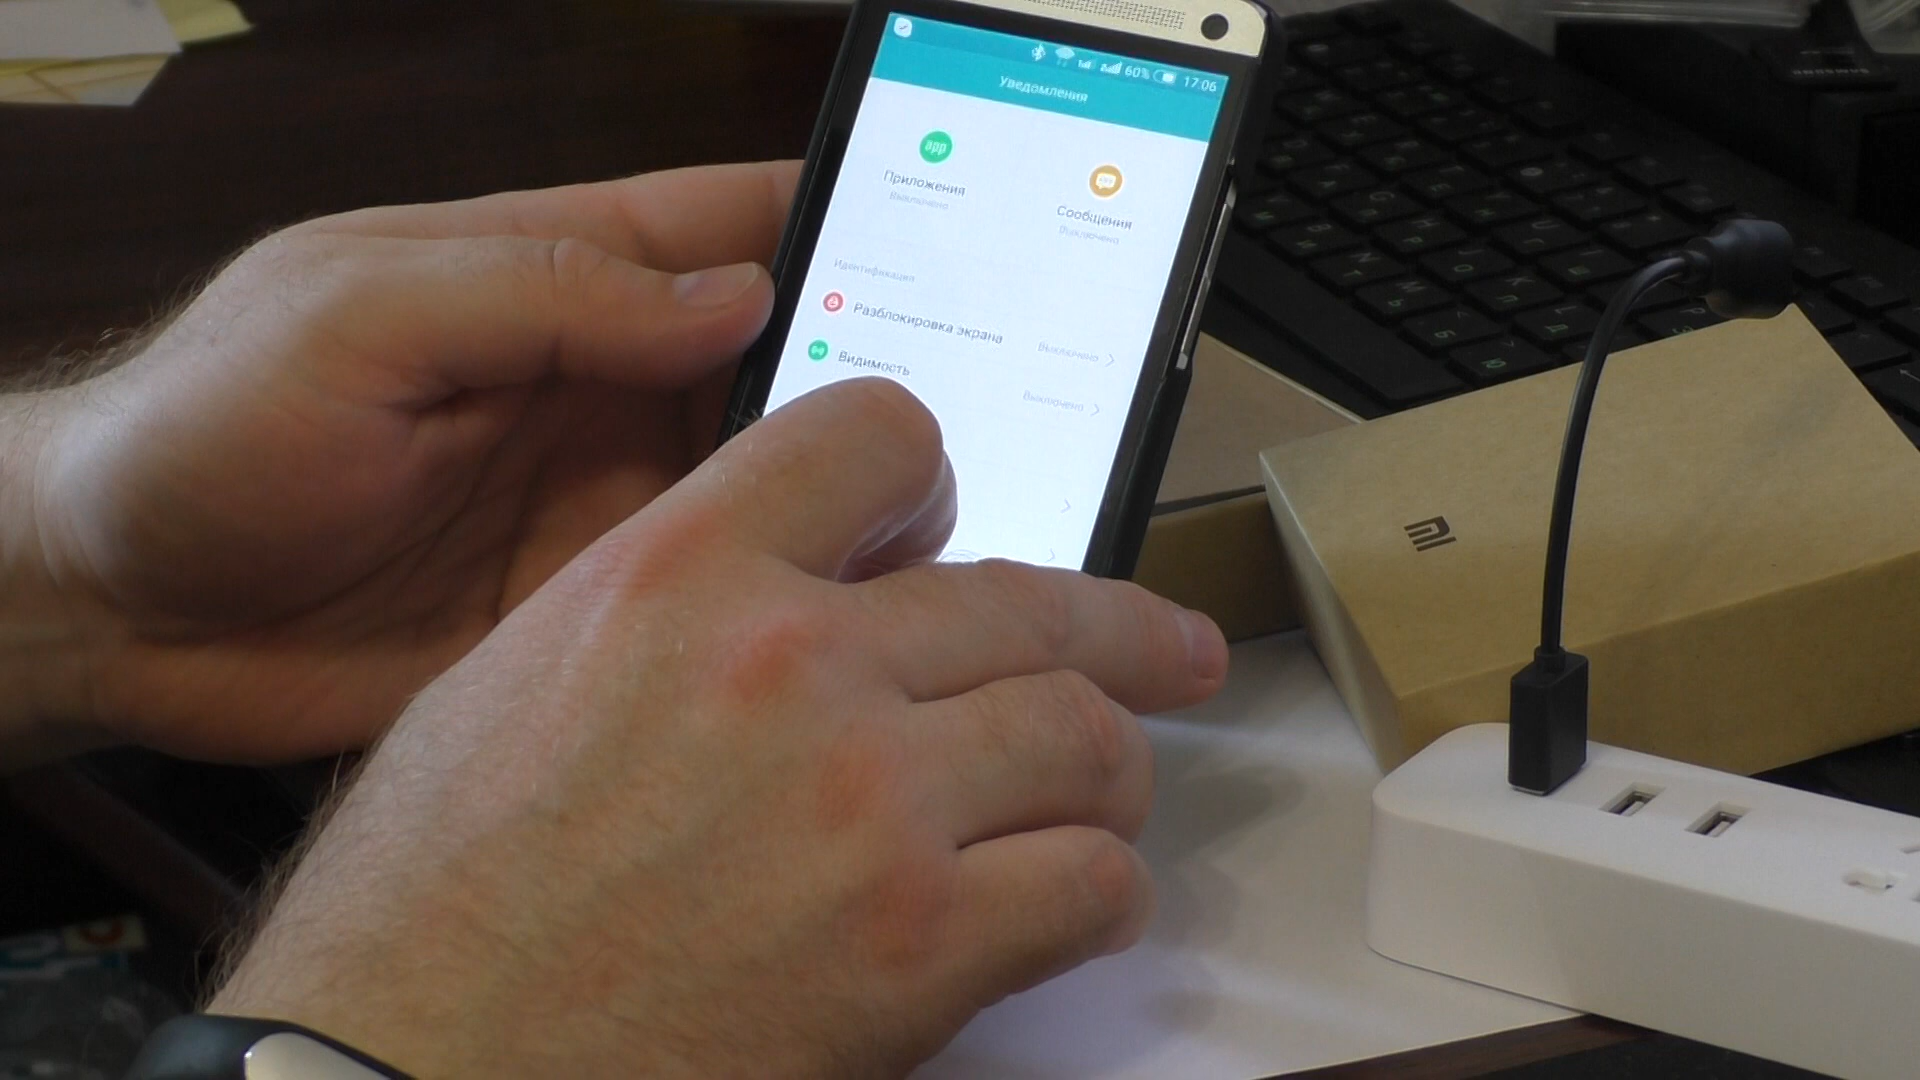 60% 17:06
Уведомления
app
Приложения
Выключено
Сообщения
Выключено
Идентификация
Разблокировка экрана
Выключено
Видимость
Выключено
MI